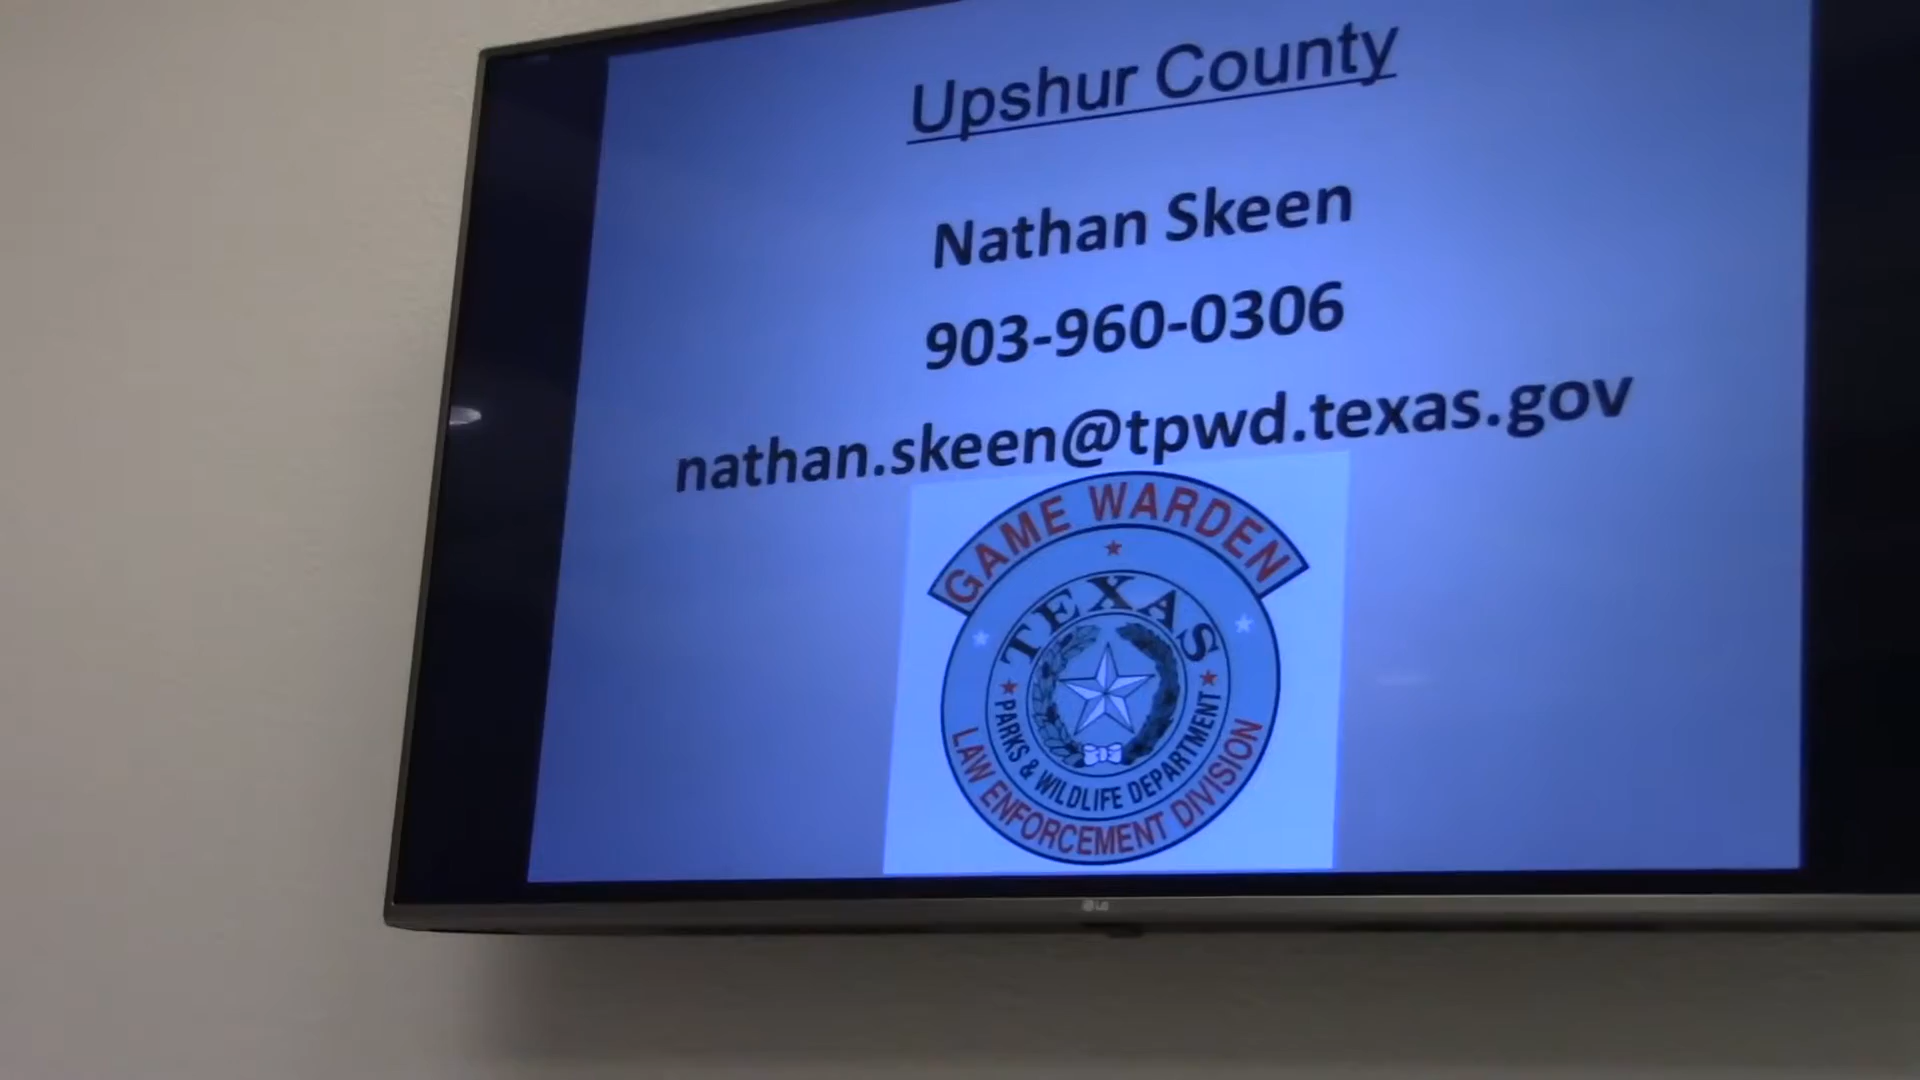 Upshur County
Nathan Skeen
903-960-0306
nathan.skeen@tpwd.texas.gov
GAME WARDEN
TEXAS
PARKS & WILDLIFE DEPARTMENT
LAW ENFORCEMENT DIVISION
LG